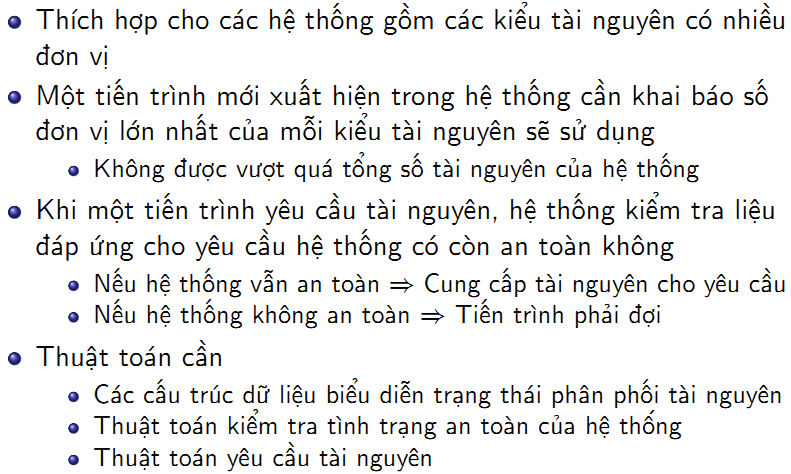 Thích hợp cho các hệ thống gồm các kiểu tài nguyên có nhiều
đơn vị
Một tiến trình mới xuất hiện trong hệ thống cần khai báo số
đơn vị lớn nhất của mỗi kiểu tài nguyên sẽ sử dụng
Không được vượt quá tổng số tài nguyên của hệ thống
Khi một tiến trình yêu cầu tài nguyên, hệ thống kiểm tra liệu
đáp ứng cho yêu cầu hệ thống có còn an toàn không
Nếu hệ thống vẫn an toàn ⇒ Cung cấp tài nguyên cho yêu cầu
Nếu hệ thống không an toàn ⇒ Tiến trình phải đợi
Thuật toán cần
Các cấu trúc dữ liệu biểu diễn trạng thái phân phối tài nguyên
Thuật toán kiểm tra tình trạng an toàn của hệ thống
Thuật toán yêu cầu tài nguyên